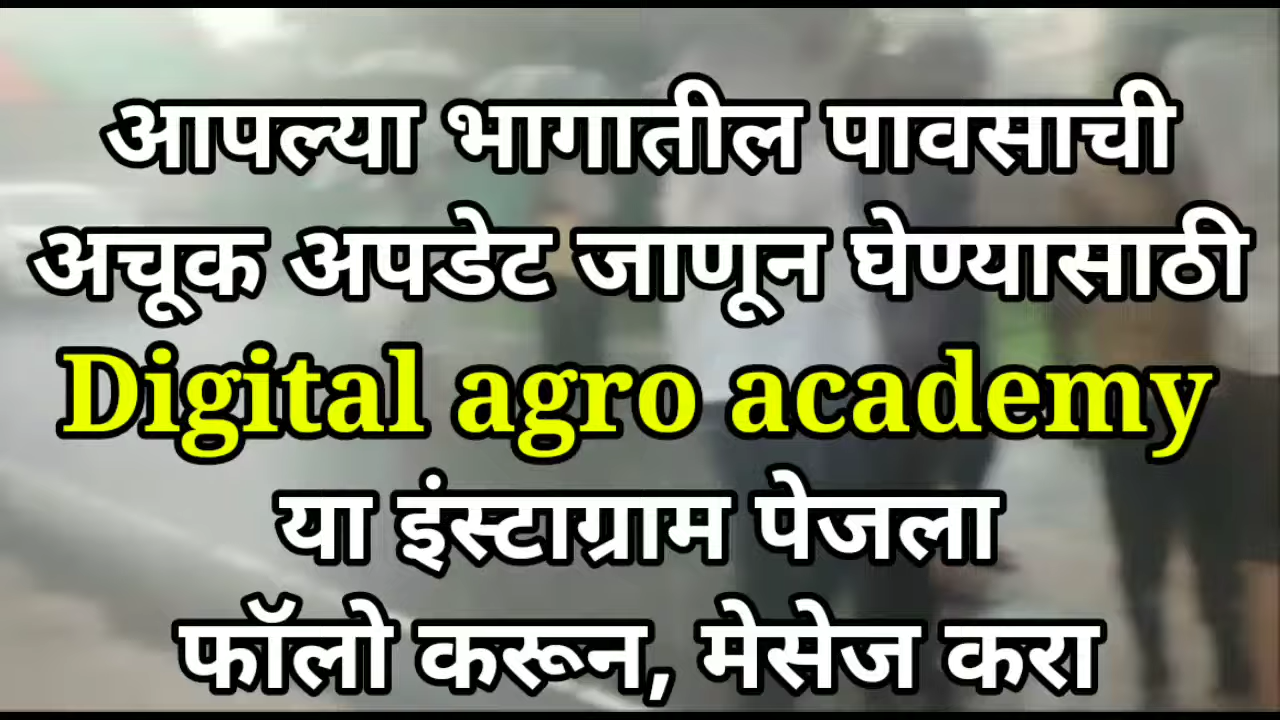 आपल्या भागातील पावसाची
अचूक अपडेट जाणून घेण्यासाठी
Digital agro academy
या इंस्टाग्राम पेजला
फॉलो करून, मेसेज करा